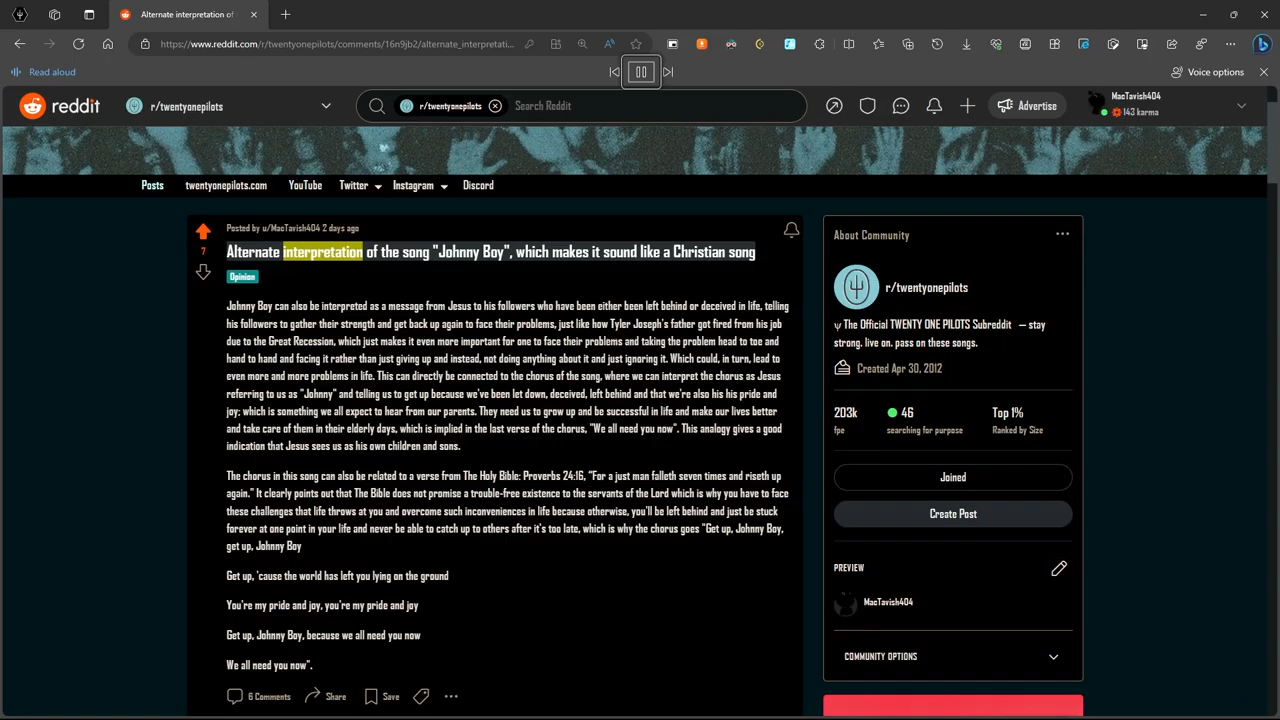 Alternate interpretation of
https://www.reddit.com/r/twentyonepilots/comments/16n9jb2/alternate_interpretati...
Read aloud
Voice options
reddit
r/twentyonepilots
r/twentyonepilots
Search Reddit
Advertise
MacTavish404
143 karma
Posts
twentyonepilots.com
YouTube
Twitter
Instagram
Discord
Posted by u/MacTavish404 2 days ago
7
Alternate interpretation of the song "Johnny Boy", which makes it sound like a Christian song
Opinion
Johnny Boy can also be interpreted as a message from Jesus to his followers who have been either been left behind or deceived in life, telling
his followers to gather their strength and get back up again to face their problems, just like how Tyler Joseph's father got fired from his job
due to the Great Recession, which just makes it even more important for one to face their problems and taking the problem head to toe and
hand to hand and facing it rather than just giving up and instead, not doing anything about it and just ignoring it. Which could, in turn, lead to
even more and more problems in life. This can directly be connected to the chorus of the song, where we can interpret the chorus as Jesus
referring to us as "Johnny" and telling us to get up because we've been let down, deceived, left behind and that we're also his his pride and
joy; which is something we all expect to hear from our parents. They need us to grow up and be successful in life and make our lives better
and take care of them in their elderly days, which is implied in the last verse of the chorus, "We all need you now". This analogy gives a good
indication that Jesus sees us as his own children and sons.
The chorus in this song can also be related to a verse from The Holy Bible: Proverbs 24:16, "For a just man falleth seven times and riseth up
again." It clearly points out that The Bible does not promise a trouble-free existence to the servants of the Lord which is why you have to face
these challenges that life throws at you and overcome such inconveniences in life because otherwise, you'll be left behind and just be stuck
forever at one point in your life and never be able to catch up to others after it's too late, which is why the chorus goes "Get up, Johnny Boy,
get up, Johnny Boy
Get up, 'cause the world has left you lying on the ground
You're my pride and joy, you're my pride and joy
Get up, Johnny Boy, because we all need you now
We all need you now".
6 Comments
Share
Save
About Community
r/twentyonepilots
ψ The Official TWENTY ONE PILOTS Subreddit — stay
strong. live on. pass on these songs.
Created Apr 30, 2012
203k
46
Top 1%
fpe
searching for purpose
Ranked by Size
Joined
Create Post
PREVIEW
MacTavish404
COMMUNITY OPTIONS